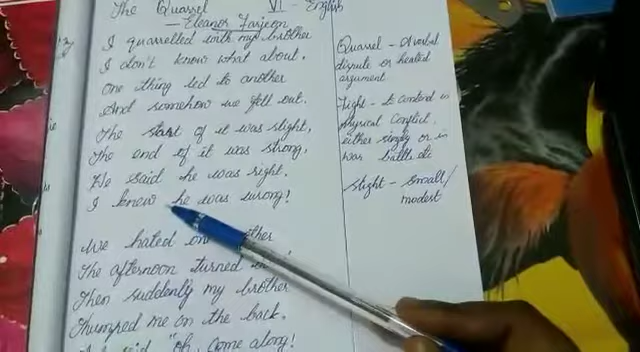 The Quarrel VI - English
- Eleanor Farjeon
I quarrelled with my brother
I don't know what about,
One thing led to another
And somehow we fell out.
The start of it was slight,
The end of it was strong,
He said he was right.
I knew he was wrong!
We hated
The afternoon turned
Then suddenly my brother
Thumped me on the back,
said "Oh, come along!
Quarrel - A verbal
dispute or heated
argument
Fight - to contend in
physical conflict,
either singly or in
war battle etc
slight - small/
modest